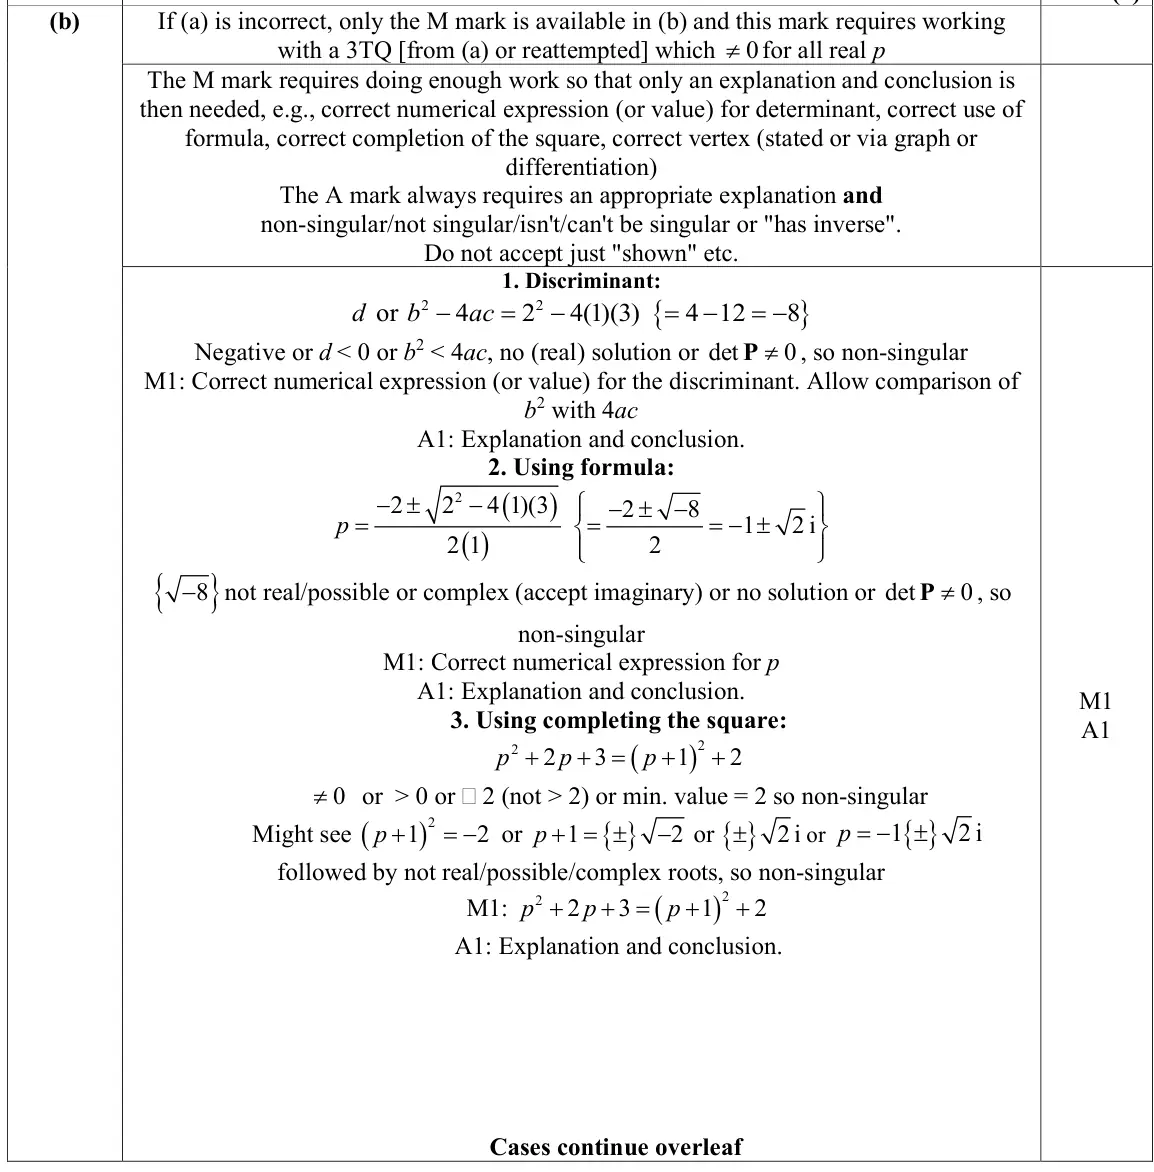 (b)
If (a) is incorrect, only the M mark is available in (b) and this mark requires working
with a 3TQ [from (a) or reattempted] which ≠ 0 for all real p
The M mark requires doing enough work so that only an explanation and conclusion is
then needed, e.g., correct numerical expression (or value) for determinant, correct use of
formula, correct completion of the square, correct vertex (stated or via graph or
differentiation)
The A mark always requires an appropriate explanation and
non-singular/not singular/isn't/can't be singular or "has inverse".
Do not accept just "shown" etc.
1. Discriminant:
d or b² − 4ac = 2² − 4(1)(3) {= 4 − 12 = −8}
Negative or d < 0 or b² < 4ac, no (real) solution or det P ≠ 0, so non-singular
M1: Correct numerical expression (or value) for the discriminant. Allow comparison of
b² with 4ac
A1: Explanation and conclusion.
2. Using formula:
p = (−2 ± √(2² − 4(1)(3))) / 2(1) {= (−2 ± √−8) / 2 = −1 ± √2 i}
{√−8} not real/possible or complex (accept imaginary) or no solution or det P ≠ 0, so
non-singular
M1: Correct numerical expression for p
A1: Explanation and conclusion.
3. Using completing the square:
p² + 2p + 3 = (p + 1)² + 2
≠ 0 or > 0 or □ 2 (not > 2) or min. value = 2 so non-singular
Might see (p + 1)² = −2 or p + 1 = {±}√−2 or {±}√2 i or p = −1{±}√2 i
followed by not real/possible/complex roots, so non-singular
M1: p² + 2p + 3 = (p + 1)² + 2
A1: Explanation and conclusion.
M1
A1
Cases continue overleaf